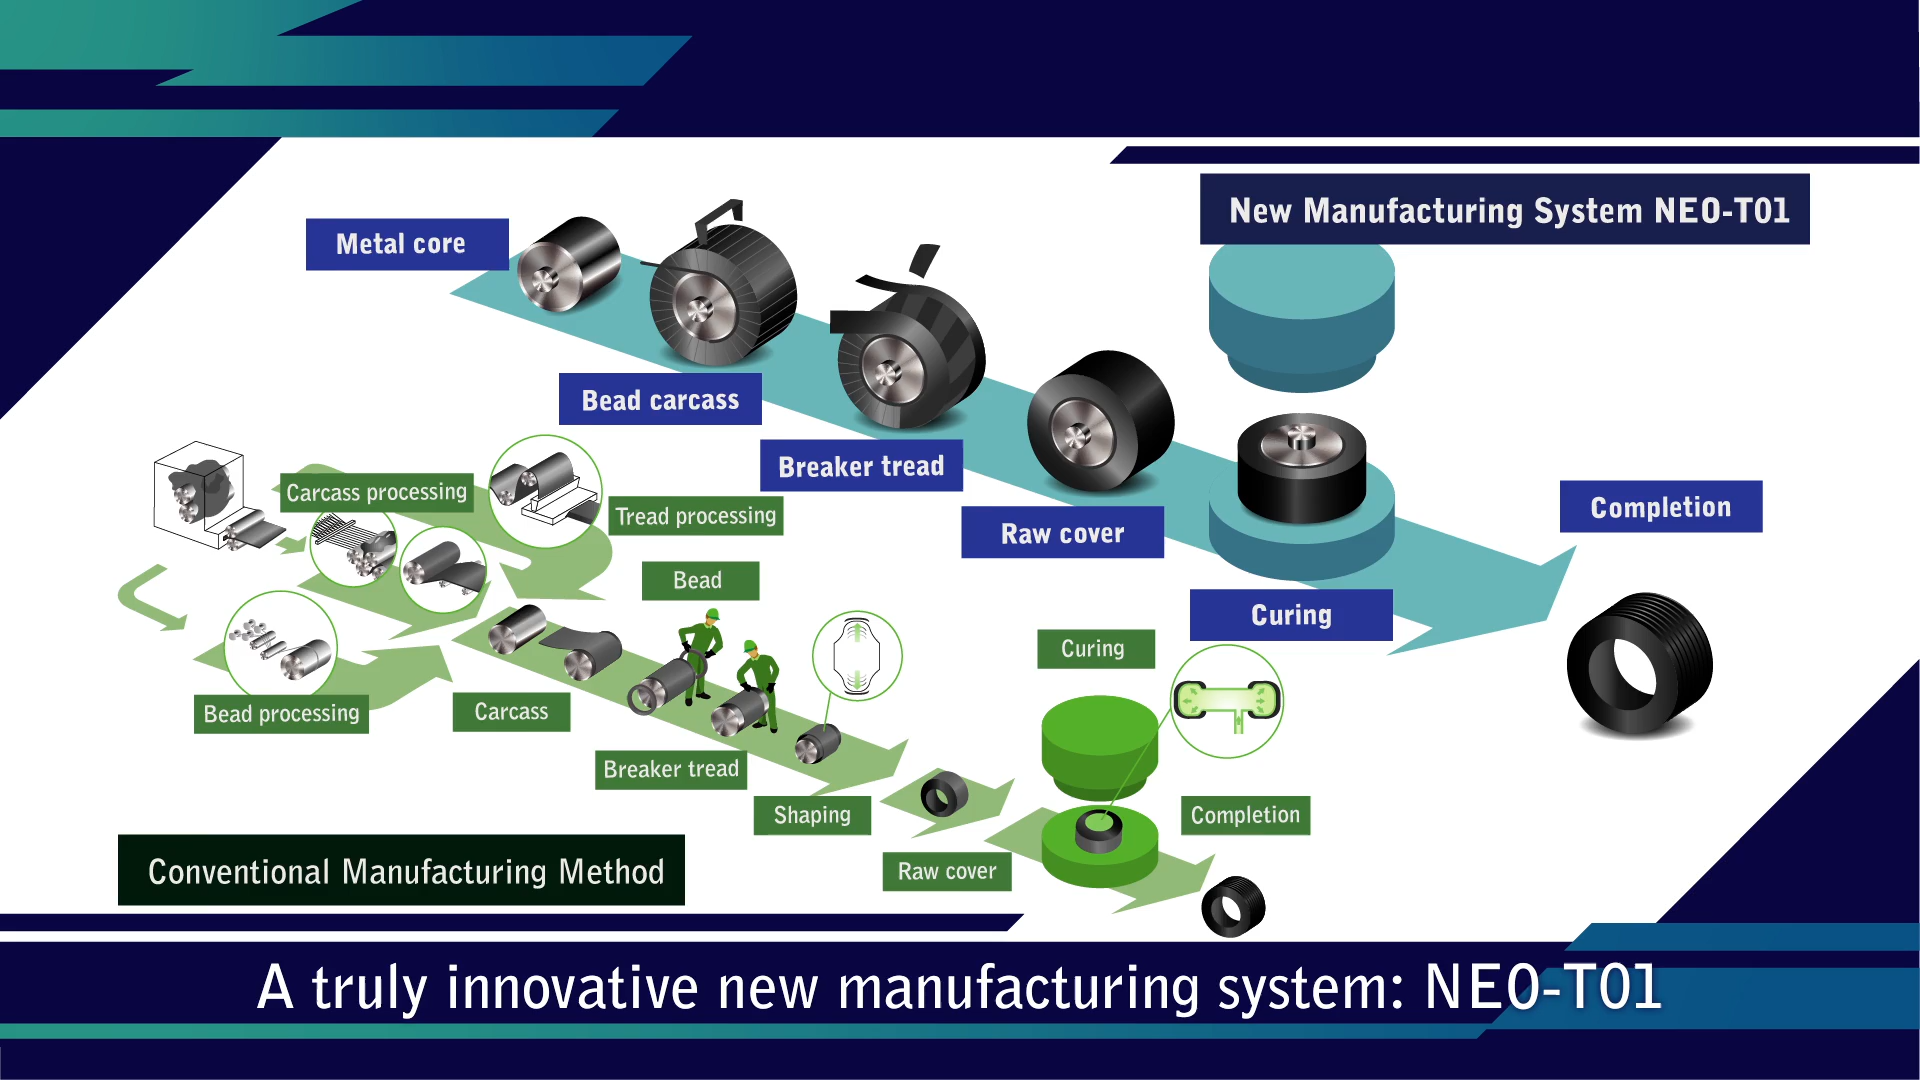 New Manufacturing System NEO-T01
Metal core
Bead carcass
Breaker tread
Raw cover
Curing
Completion
Carcass processing
Tread processing
Bead processing
Carcass
Bead
Breaker tread
Shaping
Raw cover
Curing
Completion
Conventional Manufacturing Method
A truly innovative new manufacturing system: NEO-T01